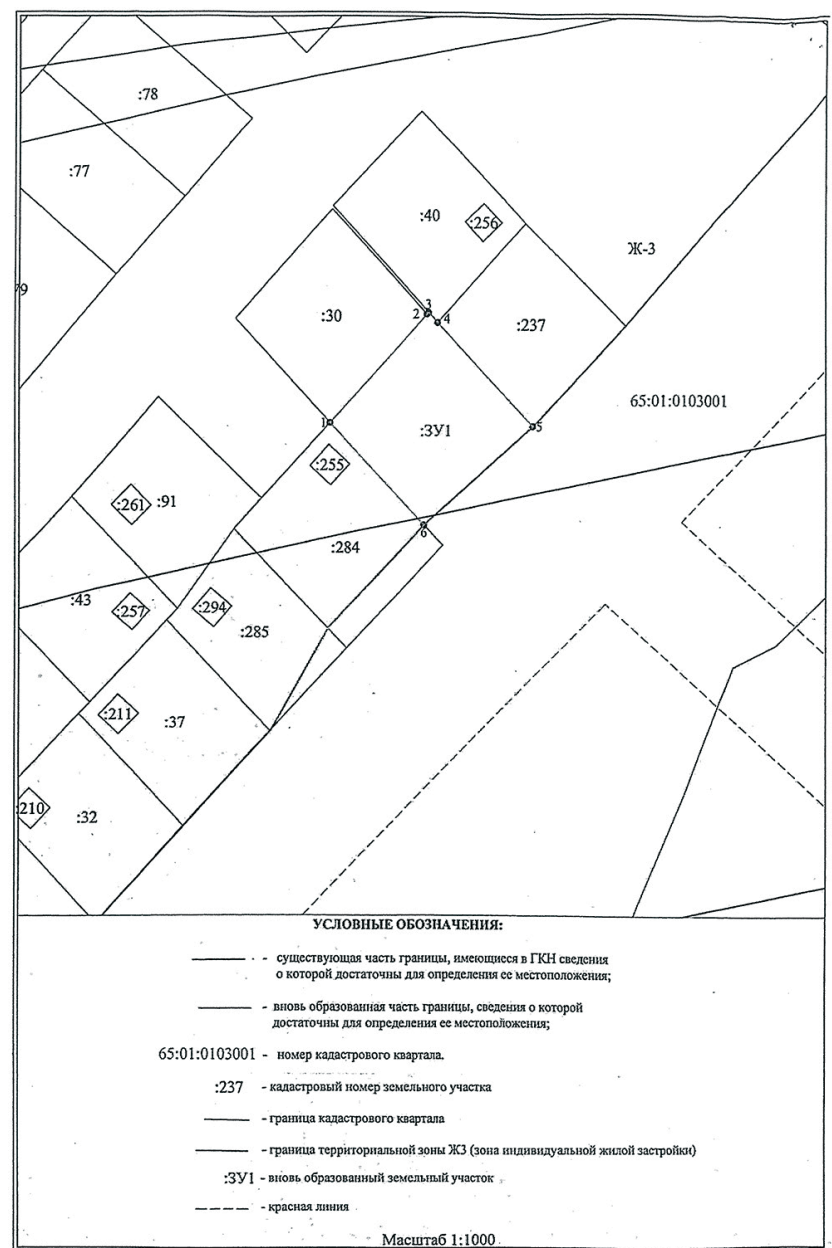 :78
:77
:40
:256
Ж-3
79
:30
3
2
4
:237
65:01:0103001
1
:ЗУ1
5
:255
:261
:91
6
:284
:43
:257
:294
:285
:211
:37
:210
:32
УСЛОВНЫЕ ОБОЗНАЧЕНИЯ:
- существующая часть границы, имеющиеся в ГКН сведения
о которой достаточны для определения ее местоположения;
- вновь образованная часть границы, сведения о которой
достаточны для определения ее местоположения;
65:01:0103001 - номер кадастрового квартала.
:237 - кадастровый номер земельного участка
- граница кадастрового квартала
- граница территориальной зоны Ж3 (зона индивидуальной жилой застройки)
:ЗУ1 - вновь образованный земельный участок
- красная линия
Масштаб 1:1000